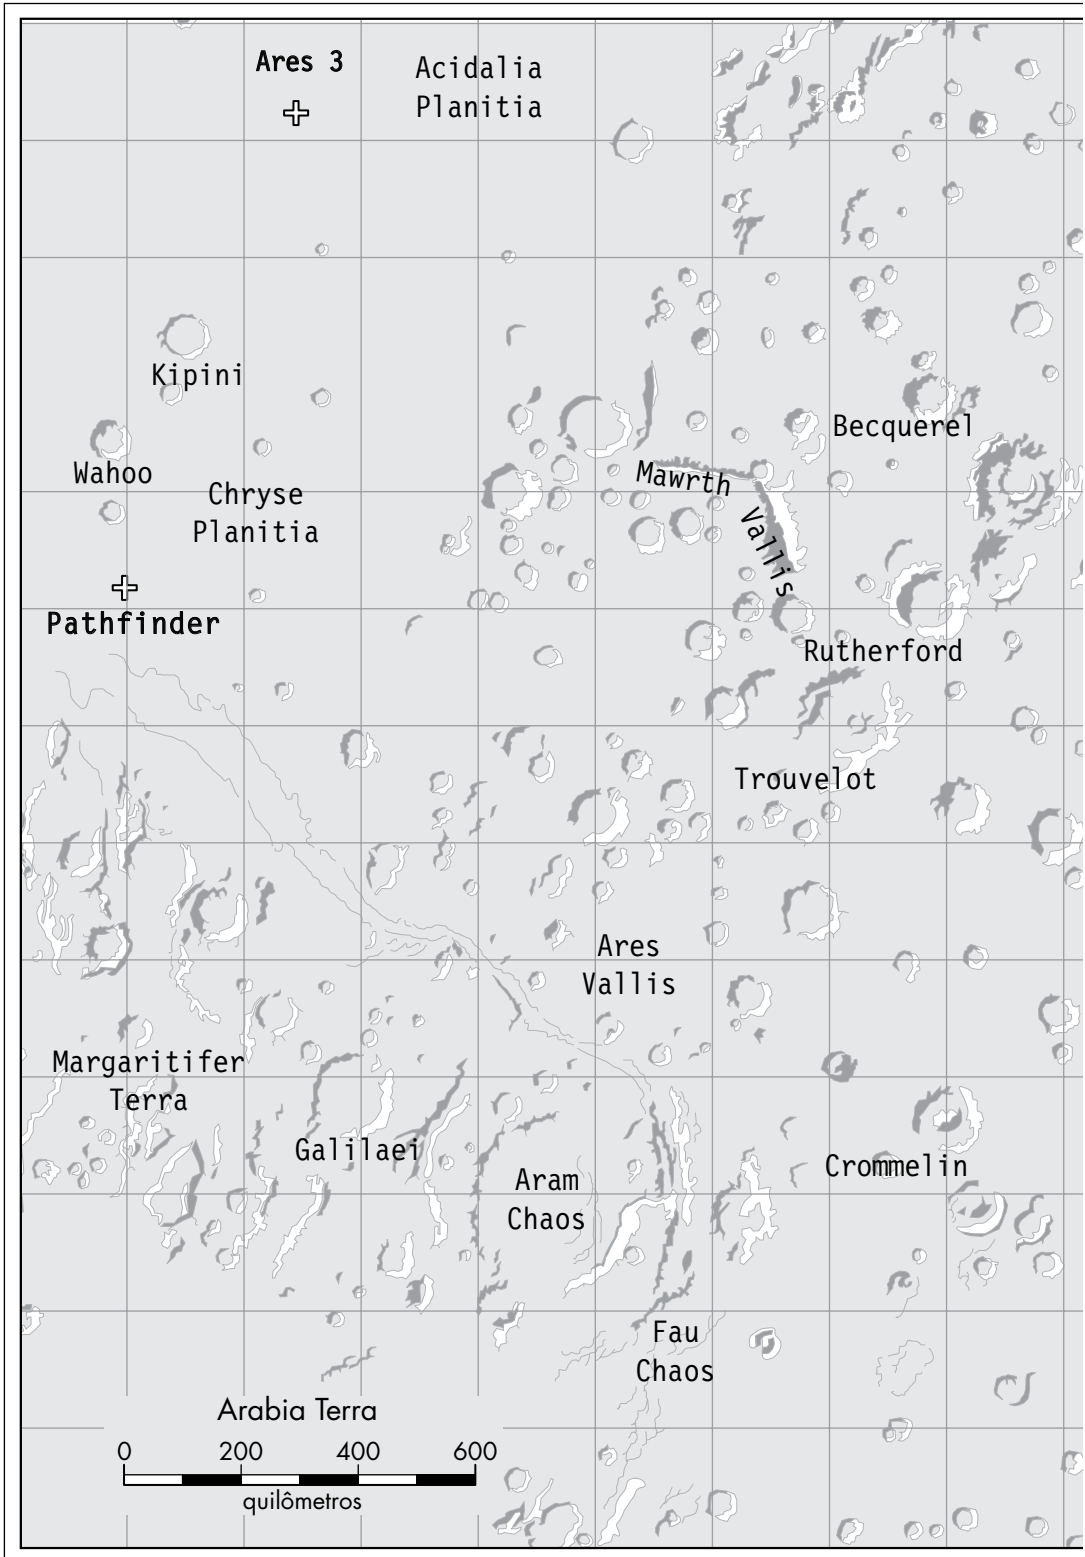 Ares 3
Acidalia
Planitia
Kipini
Becquerel
Wahoo
Mawrth
Vallis
Chryse
Planitia
Pathfinder
Rutherford
Trouvelot
Ares
Vallis
Margaritifer
Terra
Galilaei
Aram
Chaos
Crommelin
Fau
Chaos
Arabia Terra
0 200 400 600
quilômetros